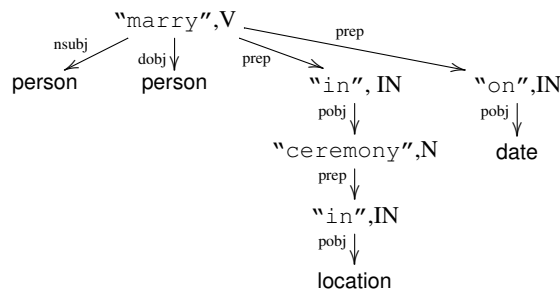 "marry",V
nsubj dobj prep prep
person person "in", IN "on",IN
pobj pobj
"ceremony",N date
prep
"in",IN
pobj
location